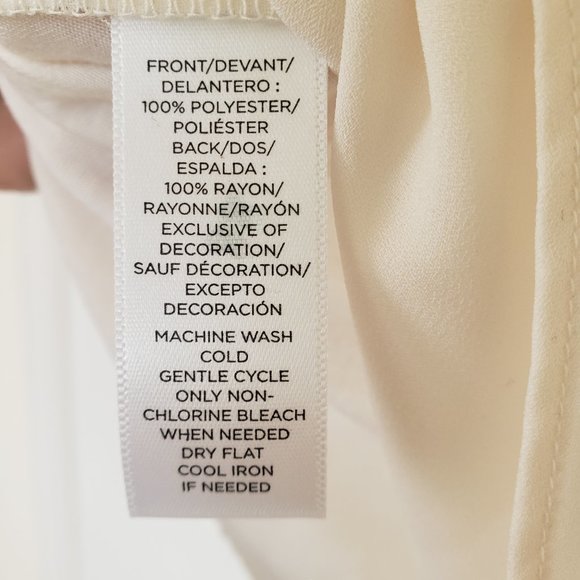 FRONT/DEVANT/
DELANTERO :
100% POLYESTER/
POLIÉSTER
BACK/DOS/
ESPALDA :
100% RAYON/
RAYONNE/RAYÓN
EXCLUSIVE OF
DECORATION/
SAUF DÉCORATION/
EXCEPTO
DECORACIÓN
MACHINE WASH
COLD
GENTLE CYCLE
ONLY NON-
CHLORINE BLEACH
WHEN NEEDED
DRY FLAT
COOL IRON
IF NEEDED